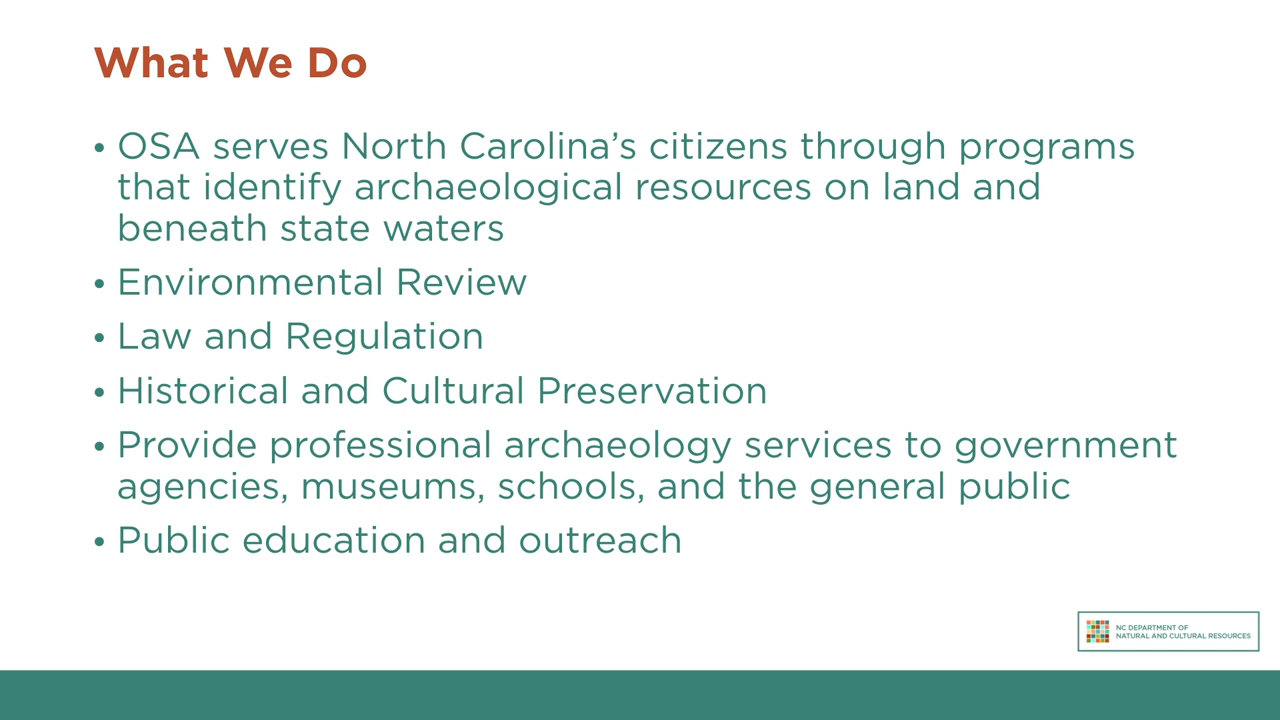 What We Do
• OSA serves North Carolina’s citizens through programs
that identify archaeological resources on land and
beneath state waters
• Environmental Review
• Law and Regulation
• Historical and Cultural Preservation
• Provide professional archaeology services to government
agencies, museums, schools, and the general public
• Public education and outreach
NC DEPARTMENT OF
NATURAL AND CULTURAL RESOURCES